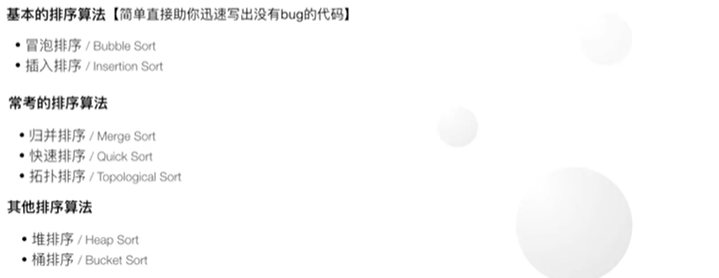 基本的排序算法【简单直接助你迅速写出没有bug的代码】
• 冒泡排序 / Bubble Sort
• 插入排序 / Insertion Sort
常考的排序算法
• 归并排序 / Merge Sort
• 快速排序 / Quick Sort
• 拓扑排序 / Topological Sort
其他排序算法
• 堆排序 / Heap Sort
• 桶排序 / Bucket Sort